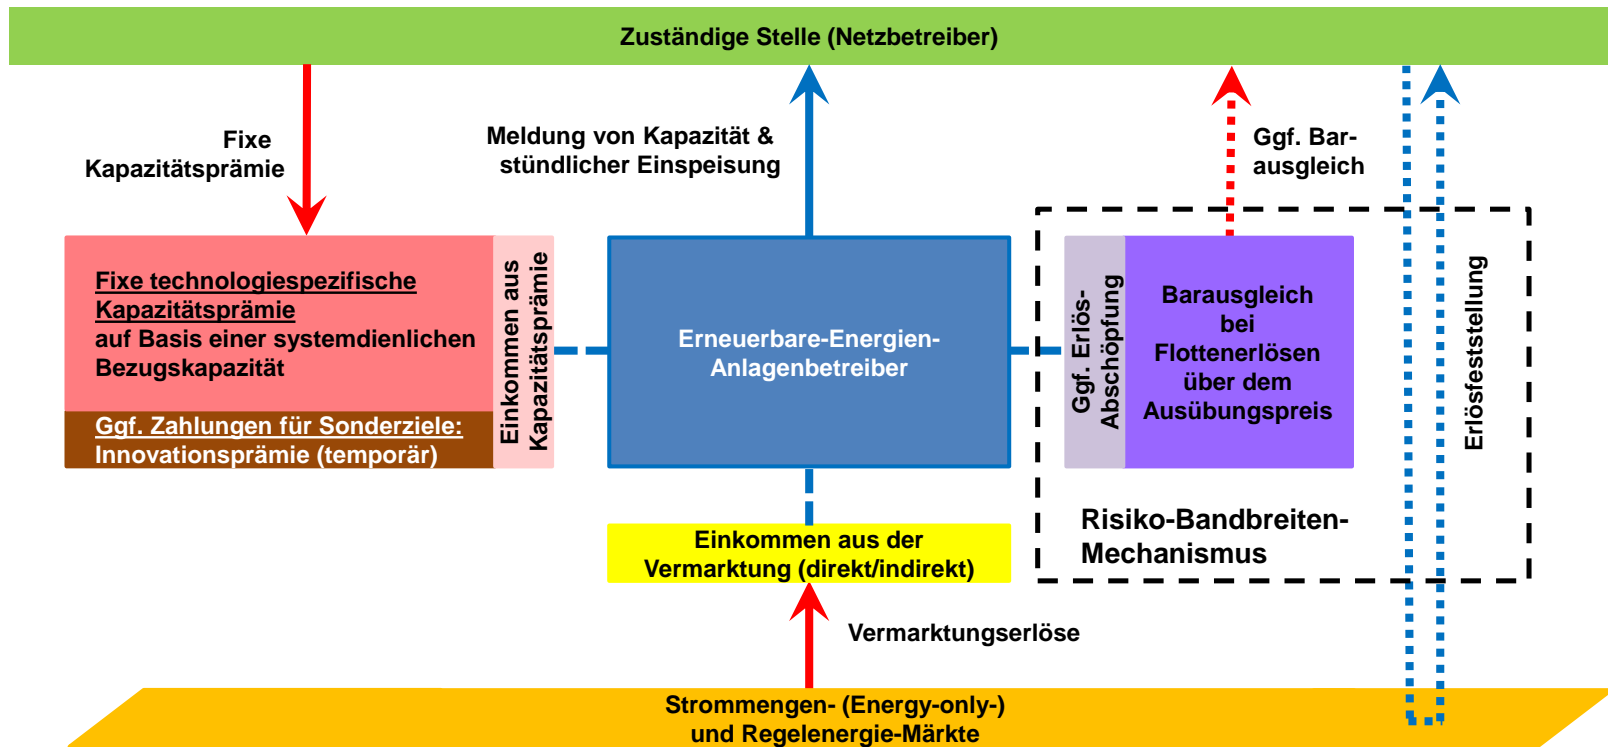 Zuständige Stelle (Netzbetreiber)
Fixe
Kapazitätsprämie
Meldung von Kapazität &
stündlicher Einspeisung
Ggf. Bar-
ausgleich
Fixe technologiespezifische
Kapazitätsprämie
auf Basis einer systemdienlichen
Bezugskapazität
Ggf. Zahlungen für Sonderziele:
Innovationsprämie (temporär)
Einkommen aus
Kapazitätsprämie
Erneuerbare-Energien-
Anlagenbetreiber
Ggf. Erlös-
Abschöpfung
Barausgleich
bei
Flottenerlösen
über dem
Ausübungspreis
Erlösfeststellung
Risiko-Bandbreiten-
Mechanismus
Einkommen aus der
Vermarktung (direkt/indirekt)
Vermarktungserlöse
Strommengen- (Energy-only-)
und Regelenergie-Märkte